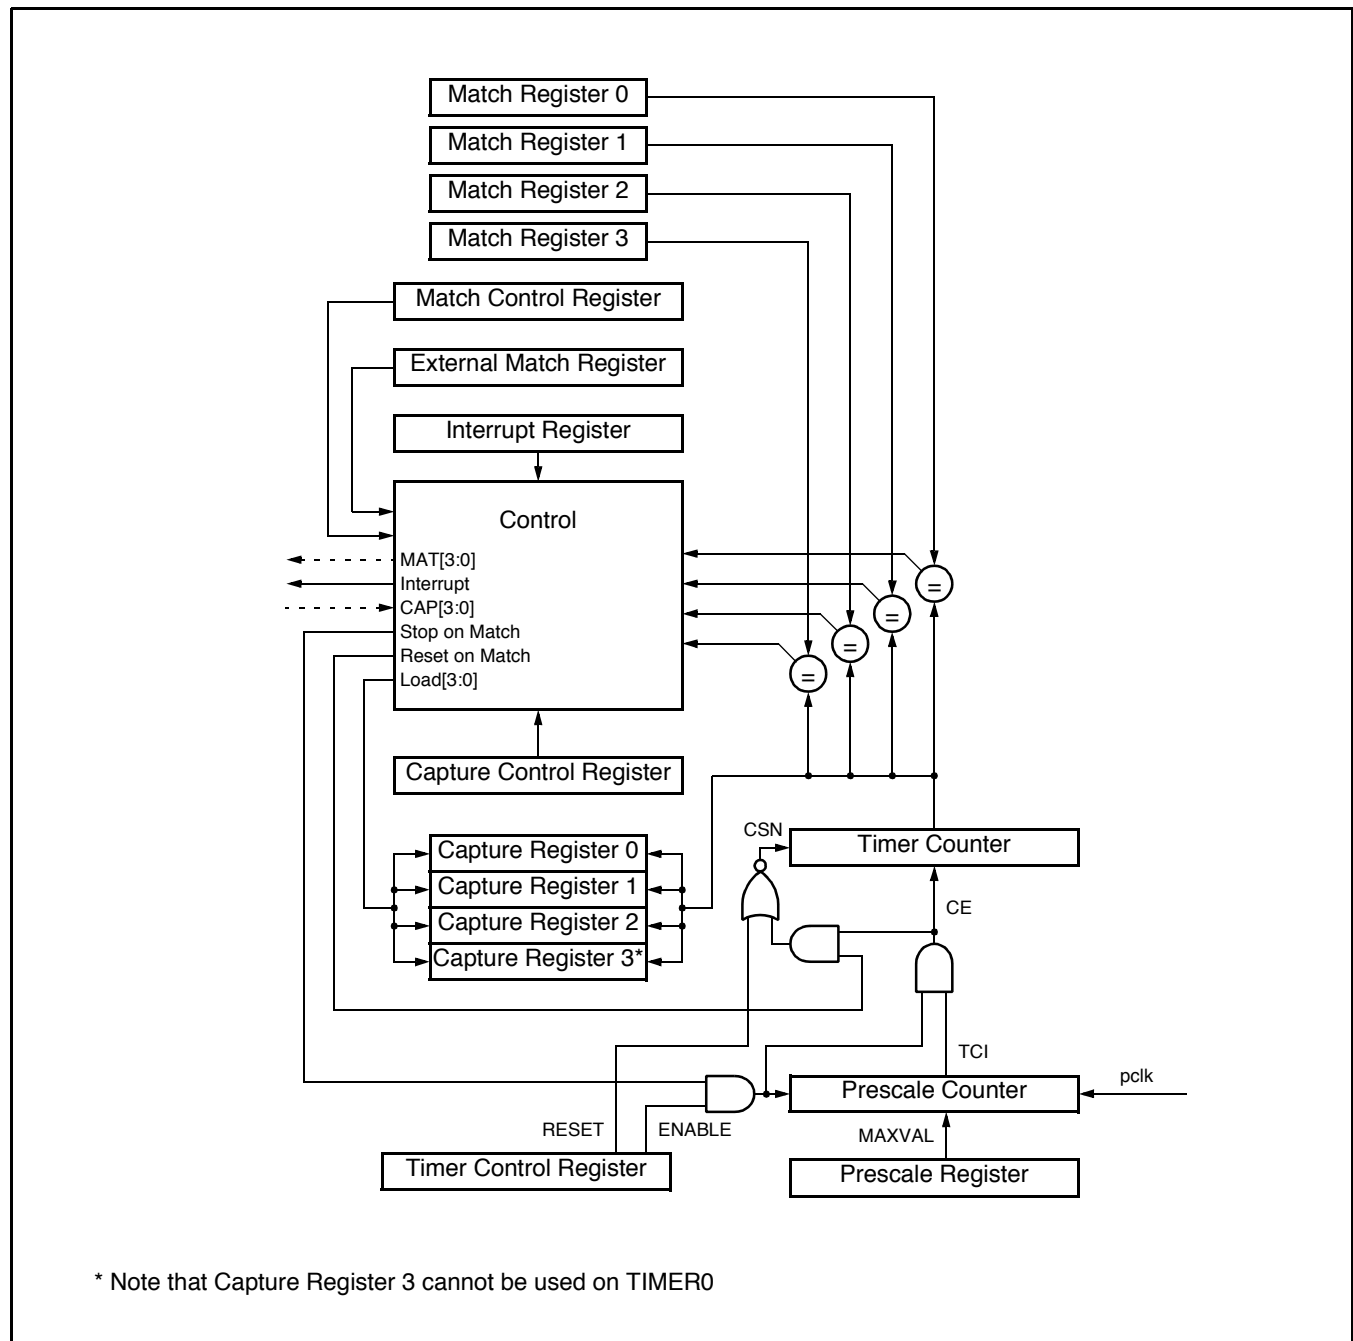 Match Register 0
Match Register 1
Match Register 2
Match Register 3
Match Control Register
External Match Register
Interrupt Register
Control
MAT[3:0]
Interrupt
CAP[3:0]
Stop on Match
Reset on Match
Load[3:0]
=
=
=
=
Capture Control Register
CSN
Timer Counter
Capture Register 0
Capture Register 1
Capture Register 2
Capture Register 3*
CE
TCI
Prescale Counter
pclk
RESET
ENABLE
MAXVAL
Timer Control Register
Prescale Register
* Note that Capture Register 3 cannot be used on TIMER0